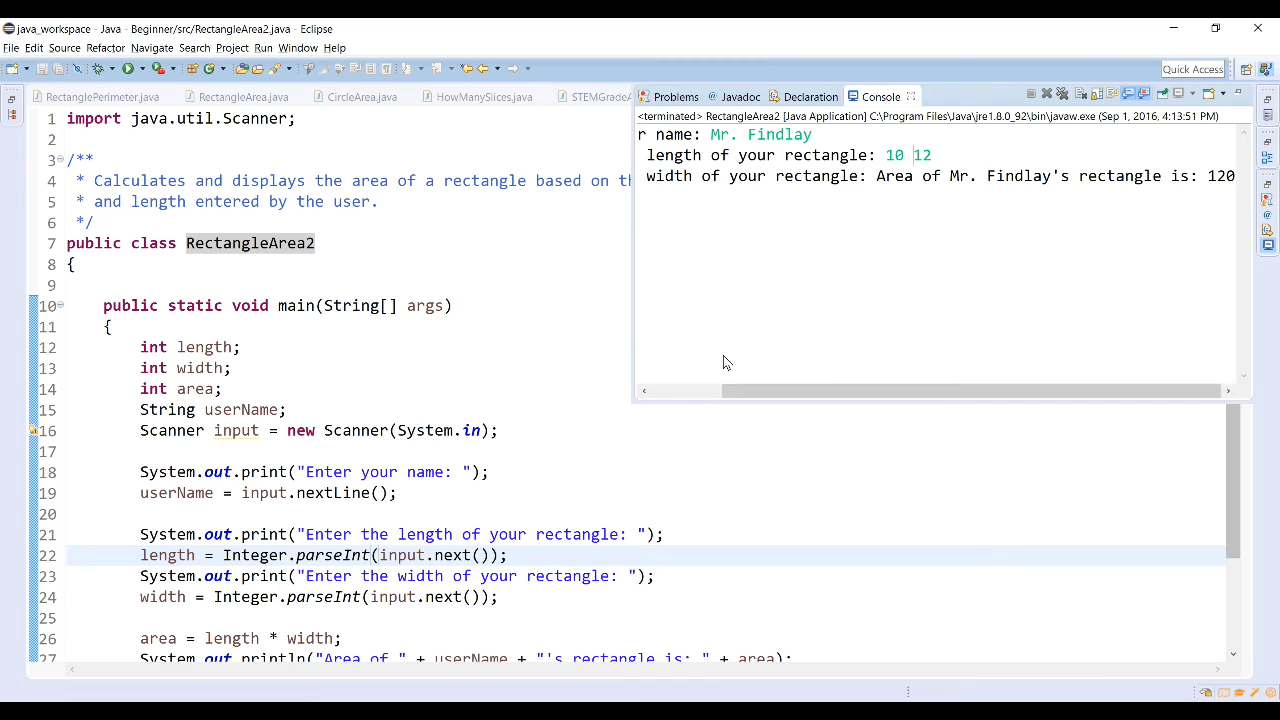 java_workspace - Java - Beginner/src/RectangleArea2.java - Eclipse
File Edit Source Refactor Navigate Search Project Run Window Help
Quick Access
RectanglePerimeter.java RectangleArea.java CircleArea.java HowManySlices.java STEMGradeA
Problems @ Javadoc Declaration Console
<terminated> RectangleArea2 [Java Application] C:\Program Files\Java\jre1.8.0_92\bin\javaw.exe (Sep 1, 2016, 4:13:51 PM)
r name: Mr. Findlay
length of your rectangle: 10 12
width of your rectangle: Area of Mr. Findlay's rectangle is: 120
1 import java.util.Scanner;
2
3 /**
4 * Calculates and displays the area of a rectangle based on th
5 * and length entered by the user.
6 */
7 public class RectangleArea2
8 {
9
10 public static void main(String[] args)
11 {
12 int length;
13 int width;
14 int area;
15 String userName;
16 Scanner input = new Scanner(System.in);
17
18 System.out.print("Enter your name: ");
19 userName = input.nextLine();
20
21 System.out.print("Enter the length of your rectangle: ");
22 length = Integer.parseInt(input.next());
23 System.out.print("Enter the width of your rectangle: ");
24 width = Integer.parseInt(input.next());
25
26 area = length * width;
27 System.out.println("Area of " + userName + "'s rectangle is: " + area);